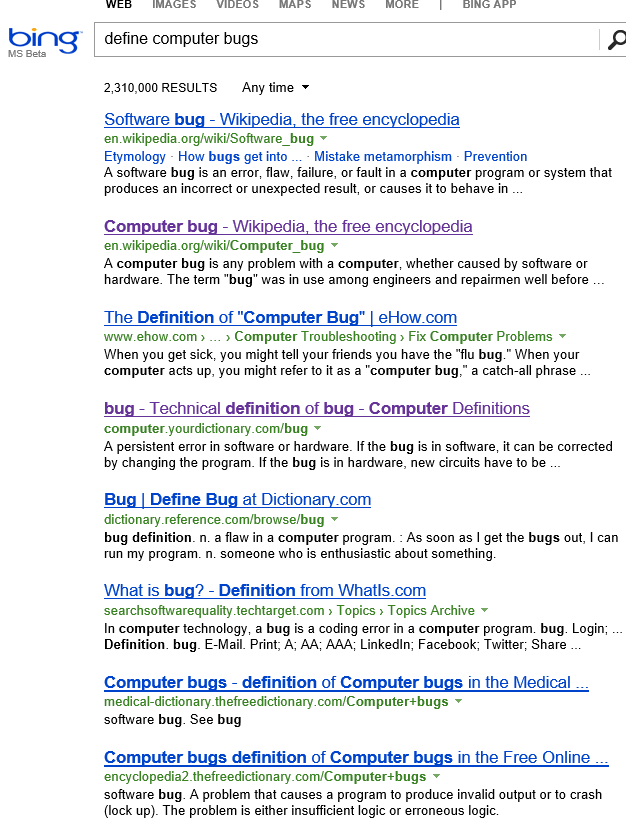 WEB IMAGES VIDEOS MAPS NEWS MORE | BING APP
bing
MS Beta
define computer bugs
2,310,000 RESULTS Any time
Software bug - Wikipedia, the free encyclopedia
en.wikipedia.org/wiki/Software_bug
Etymology · How bugs get into ... · Mistake metamorphism · Prevention
A software bug is an error, flaw, failure, or fault in a computer program or system that
produces an incorrect or unexpected result, or causes it to behave in ...
Computer bug - Wikipedia, the free encyclopedia
en.wikipedia.org/wiki/Computer_bug
A computer bug is any problem with a computer, whether caused by software or
hardware. The term "bug" was in use among engineers and repairmen well before ...
The Definition of "Computer Bug" | eHow.com
www.ehow.com › ... › Computer Troubleshooting › Fix Computer Problems
When you get sick, you might tell your friends you have the "flu bug." When your
computer acts up, you might refer to it as a "computer bug," a catch-all phrase ...
bug - Technical definition of bug - Computer Definitions
computer.yourdictionary.com/bug
A persistent error in software or hardware. If the bug is in software, it can be corrected
by changing the program. If the bug is in hardware, new circuits have to be ...
Bug | Define Bug at Dictionary.com
dictionary.reference.com/browse/bug
bug definition. n. a flaw in a computer program. : As soon as I get the bugs out, I can
run my program. n. someone who is enthusiastic about something.
What is bug? - Definition from WhatIs.com
searchsoftwarequality.techtarget.com › Topics › Topics Archive
In computer technology, a bug is a coding error in a computer program. bug. Login; ...
Definition. bug. E-Mail. Print; A; AA; AAA; LinkedIn; Facebook; Twitter; Share ...
Computer bugs - definition of Computer bugs in the Medical ...
medical-dictionary.thefreedictionary.com/Computer+bugs
software bug. See bug
Computer bugs definition of Computer bugs in the Free Online ...
encyclopedia2.thefreedictionary.com/Computer+bugs
software bug. A problem that causes a program to produce invalid output or to crash
(lock up). The problem is either insufficient logic or erroneous logic.